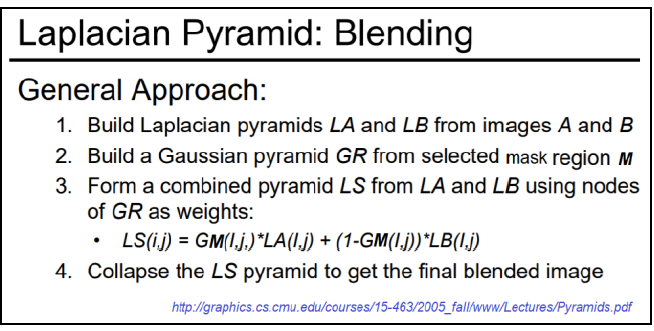 Laplacian Pyramid: Blending
General Approach:
1. Build Laplacian pyramids LA and LB from images A and B
2. Build a Gaussian pyramid GR from selected mask region M
3. Form a combined pyramid LS from LA and LB using nodes
of GR as weights:
• LS(i,j) = GM(I,j,)*LA(I,j) + (1-GM(I,j))*LB(I,j)
4. Collapse the LS pyramid to get the final blended image
http://graphics.cs.cmu.edu/courses/15-463/2005_fall/www/Lectures/Pyramids.pdf